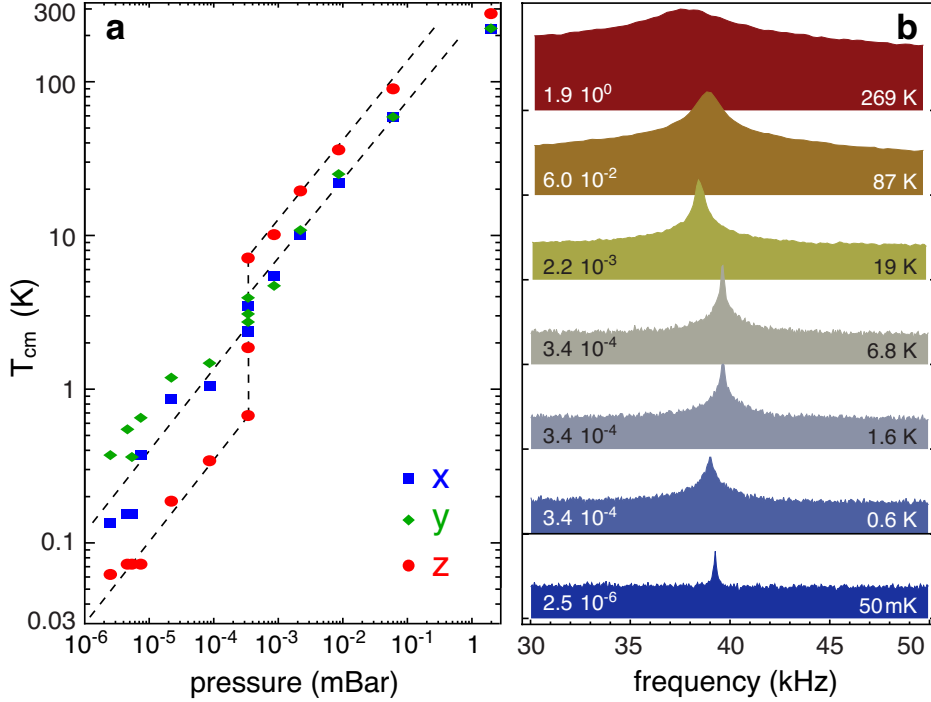 a
T_cm (K)
300
100
10
1
0.1
0.03
x
y
z
10⁻⁶ 10⁻⁵ 10⁻⁴ 10⁻³ 10⁻² 10⁻¹ 1
pressure (mBar)
b
1.9 10⁰ 269 K
6.0 10⁻² 87 K
2.2 10⁻³ 19 K
3.4 10⁻⁴ 6.8 K
3.4 10⁻⁴ 1.6 K
3.4 10⁻⁴ 0.6 K
2.5 10⁻⁶ 50 mK
30 35 40 45 50
frequency (kHz)